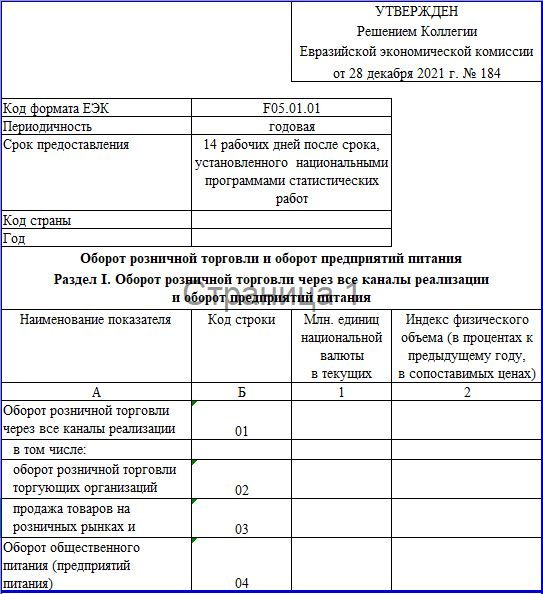 УТВЕРЖДЕН
Решением Коллегии
Евразийской экономической комиссии
от 28 декабря 2021 г. № 184
Код формата ЕЭК F05.01.01
Периодичность годовая
Срок предоставления 14 рабочих дней после срока,
установленного национальными
программами статистических
работ
Код страны
Год
Оборот розничной торговли и оборот предприятий питания
Раздел I. Оборот розничной торговли через все каналы реализации
и оборот предприятий питания
Страница 1
Наименование показателя Код строки Млн. единиц Индекс физического
национальной объема (в процентах к
валюты предыдущему году,
в текущих в сопоставимых ценах)
А Б 1 2
Оборот розничной торговли
через все каналы реализации 01
в том числе:
оборот розничной торговли
торгующих организаций 02
продажа товаров на
розничных рынках и 03
Оборот общественного
питания (предприятий
питания) 04